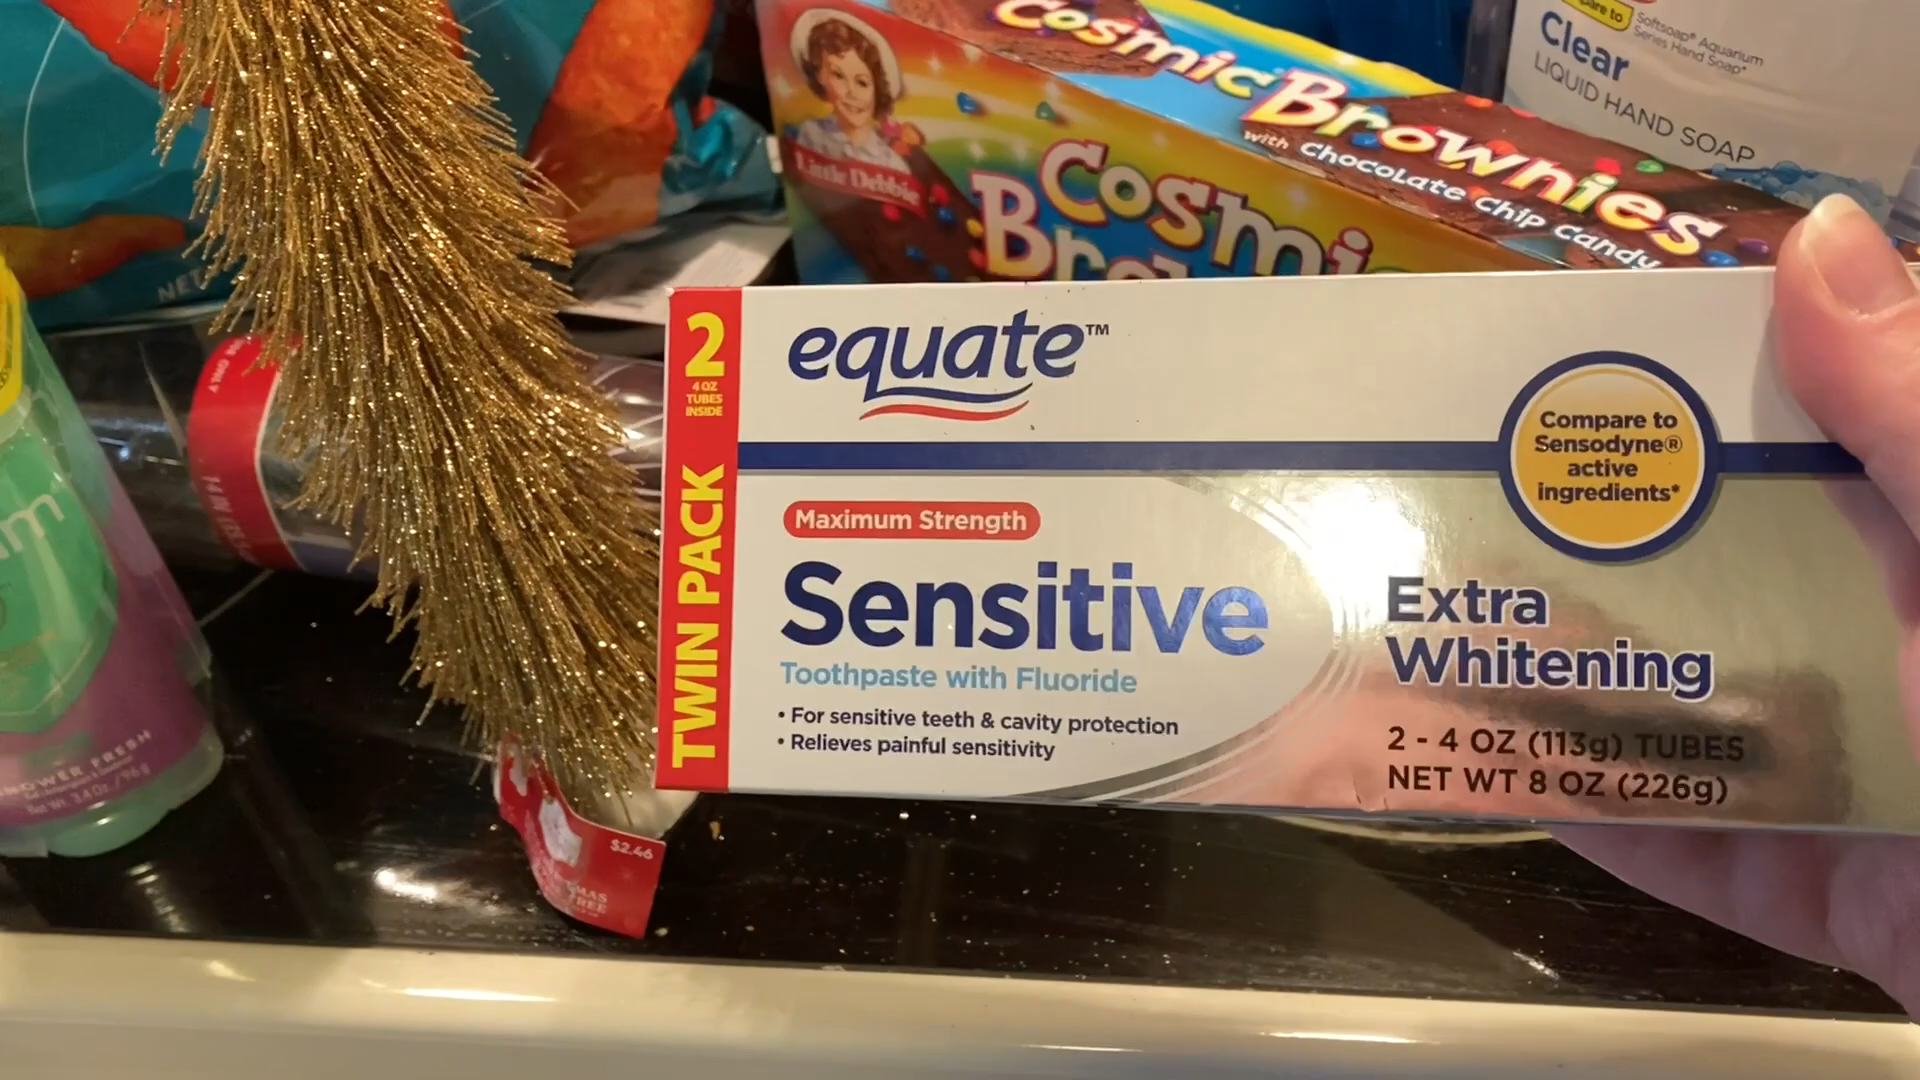 Compare to
Softsoap® Aquarium
Series Hand Soap*
Clear
LIQUID HAND SOAP
Cosmic Brownies
with chocolate chip candy
Little Debbie
Cosmic
2
4 OZ
TUBES
INSIDE
TWIN PACK
equate™
Compare to
Sensodyne®
active
ingredients*
Maximum Strength
Sensitive
Toothpaste with Fluoride
• For sensitive teeth & cavity protection
• Relieves painful sensitivity
Extra
Whitening
2 - 4 OZ (113g) TUBES
NET WT 8 OZ (226g)
$2.46